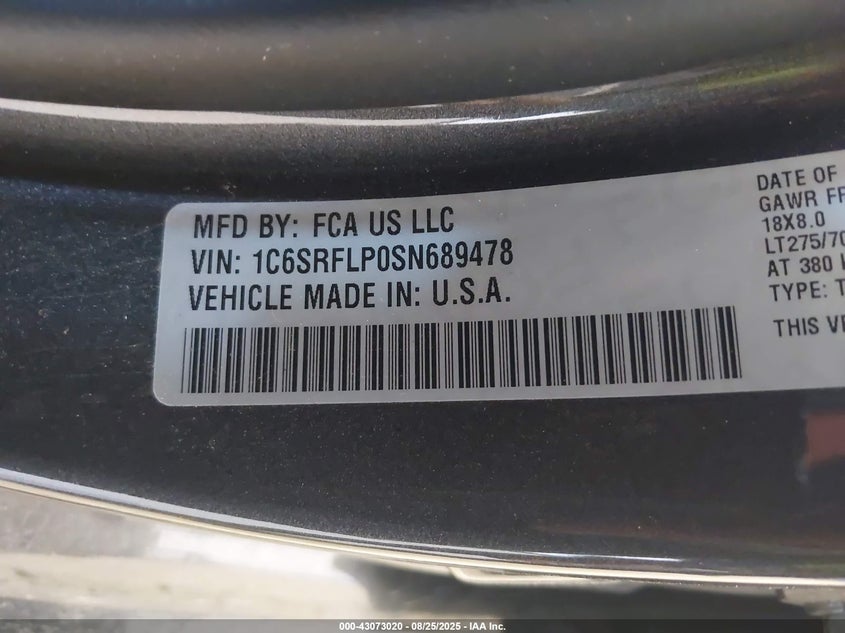 MFD BY: FCA US LLC
VIN: 1C6SRFLP0SN689478
VEHICLE MADE IN: U.S.A.
DATE OF
GAWR FR
18X8.0
LT275/70
AT 380
TYPE: T
THIS VE
000-43073020 - 08/25/2025 - IAA Inc.